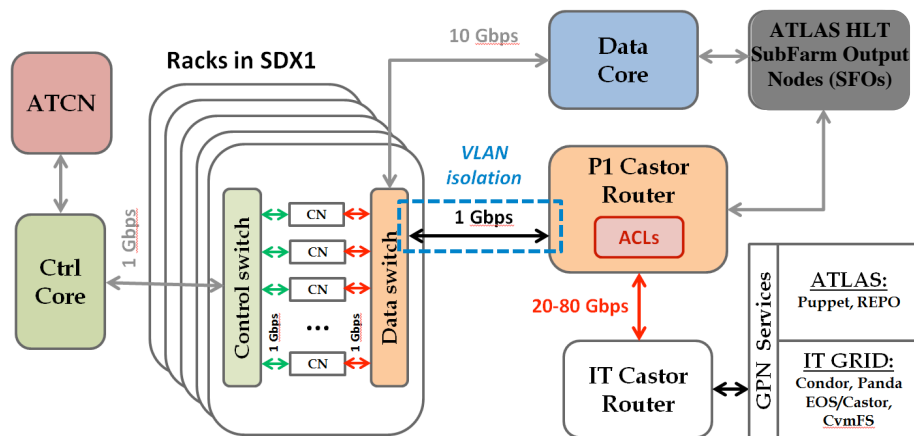 Racks in SDX1
ATCN
Ctrl
Core
1 Gbps
Control switch
CN
CN
CN
...
CN
1 Gbps
1 Gbps
Data switch
10 Gbps
Data
Core
ATLAS HLT
SubFarm Output
Nodes (SFOs)
VLAN
isolation
1 Gbps
P1 Castor
Router
ACLs
20-80 Gbps
IT Castor
Router
GPN Services
ATLAS:
Puppet, REPO
IT GRID:
Condor, Panda
EOS/Castor,
CvmFS